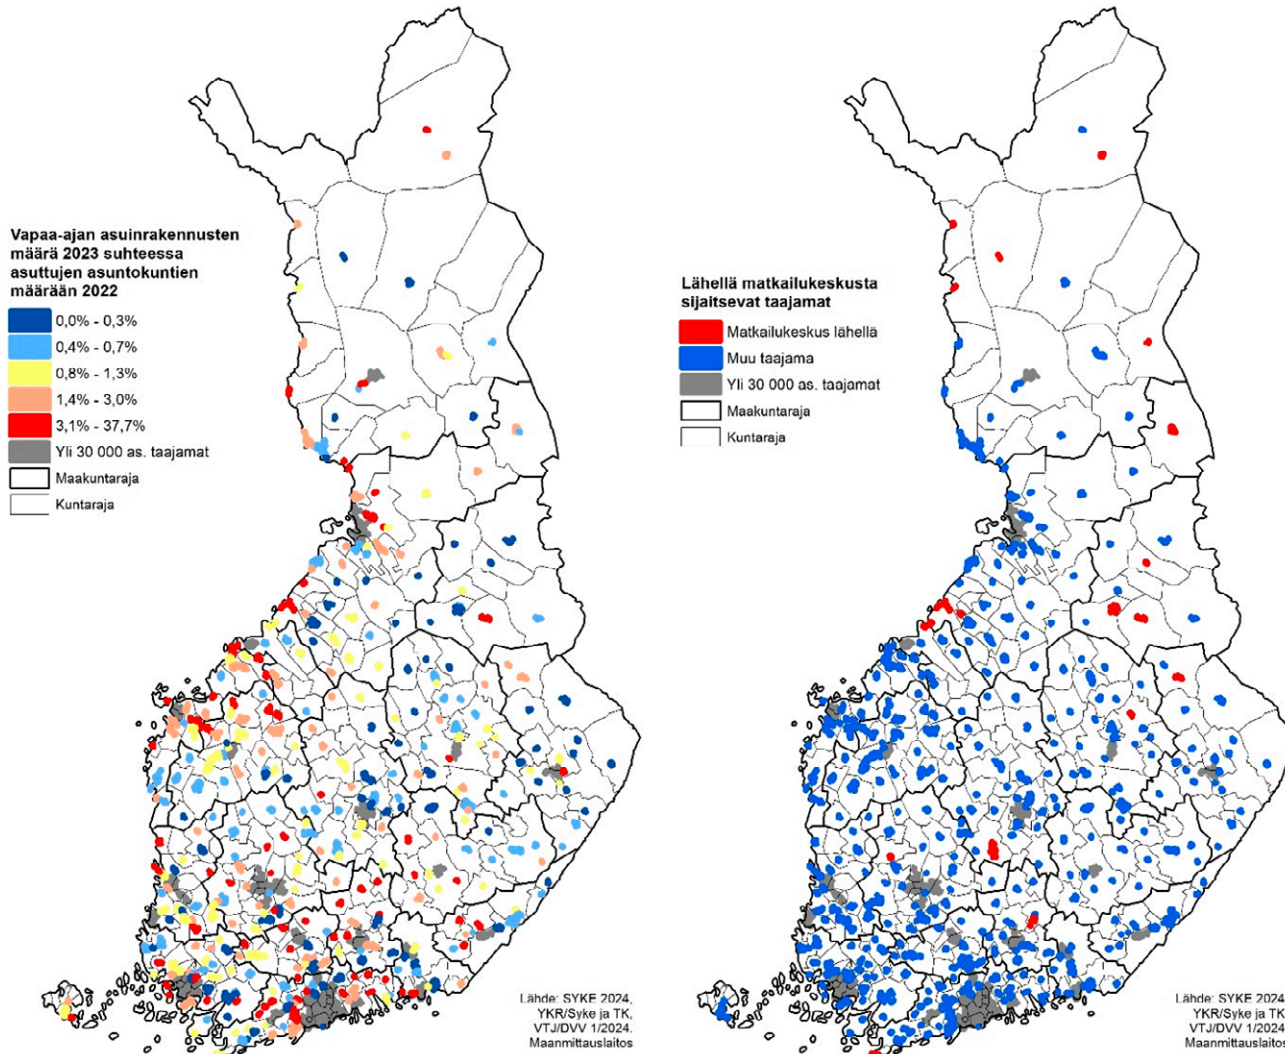 Vapaa-ajan asuinrakennusten
määrä 2023 suhteessa
asuttujen asuntokuntien
määrään 2022
0,0% - 0,3%
0,4% - 0,7%
0,8% - 1,3%
1,4% - 3,0%
3,1% - 37,7%
Yli 30 000 as. taajamat
Maakuntaraja
Kuntaraja
Lähde: SYKE 2024,
YKR/Syke ja TK,
VTJ/DVV 1/2024.
Maanmittauslaitos
Lähellä matkailukeskusta
sijaitsevat taajamat
Matkailukeskus lähellä
Muu taajama
Yli 30 000 as. taajamat
Maakuntaraja
Kuntaraja
Lähde: SYKE 2024,
YKR/Syke ja TK,
VTJ/DVV 1/2024.
Maanmittauslaitos